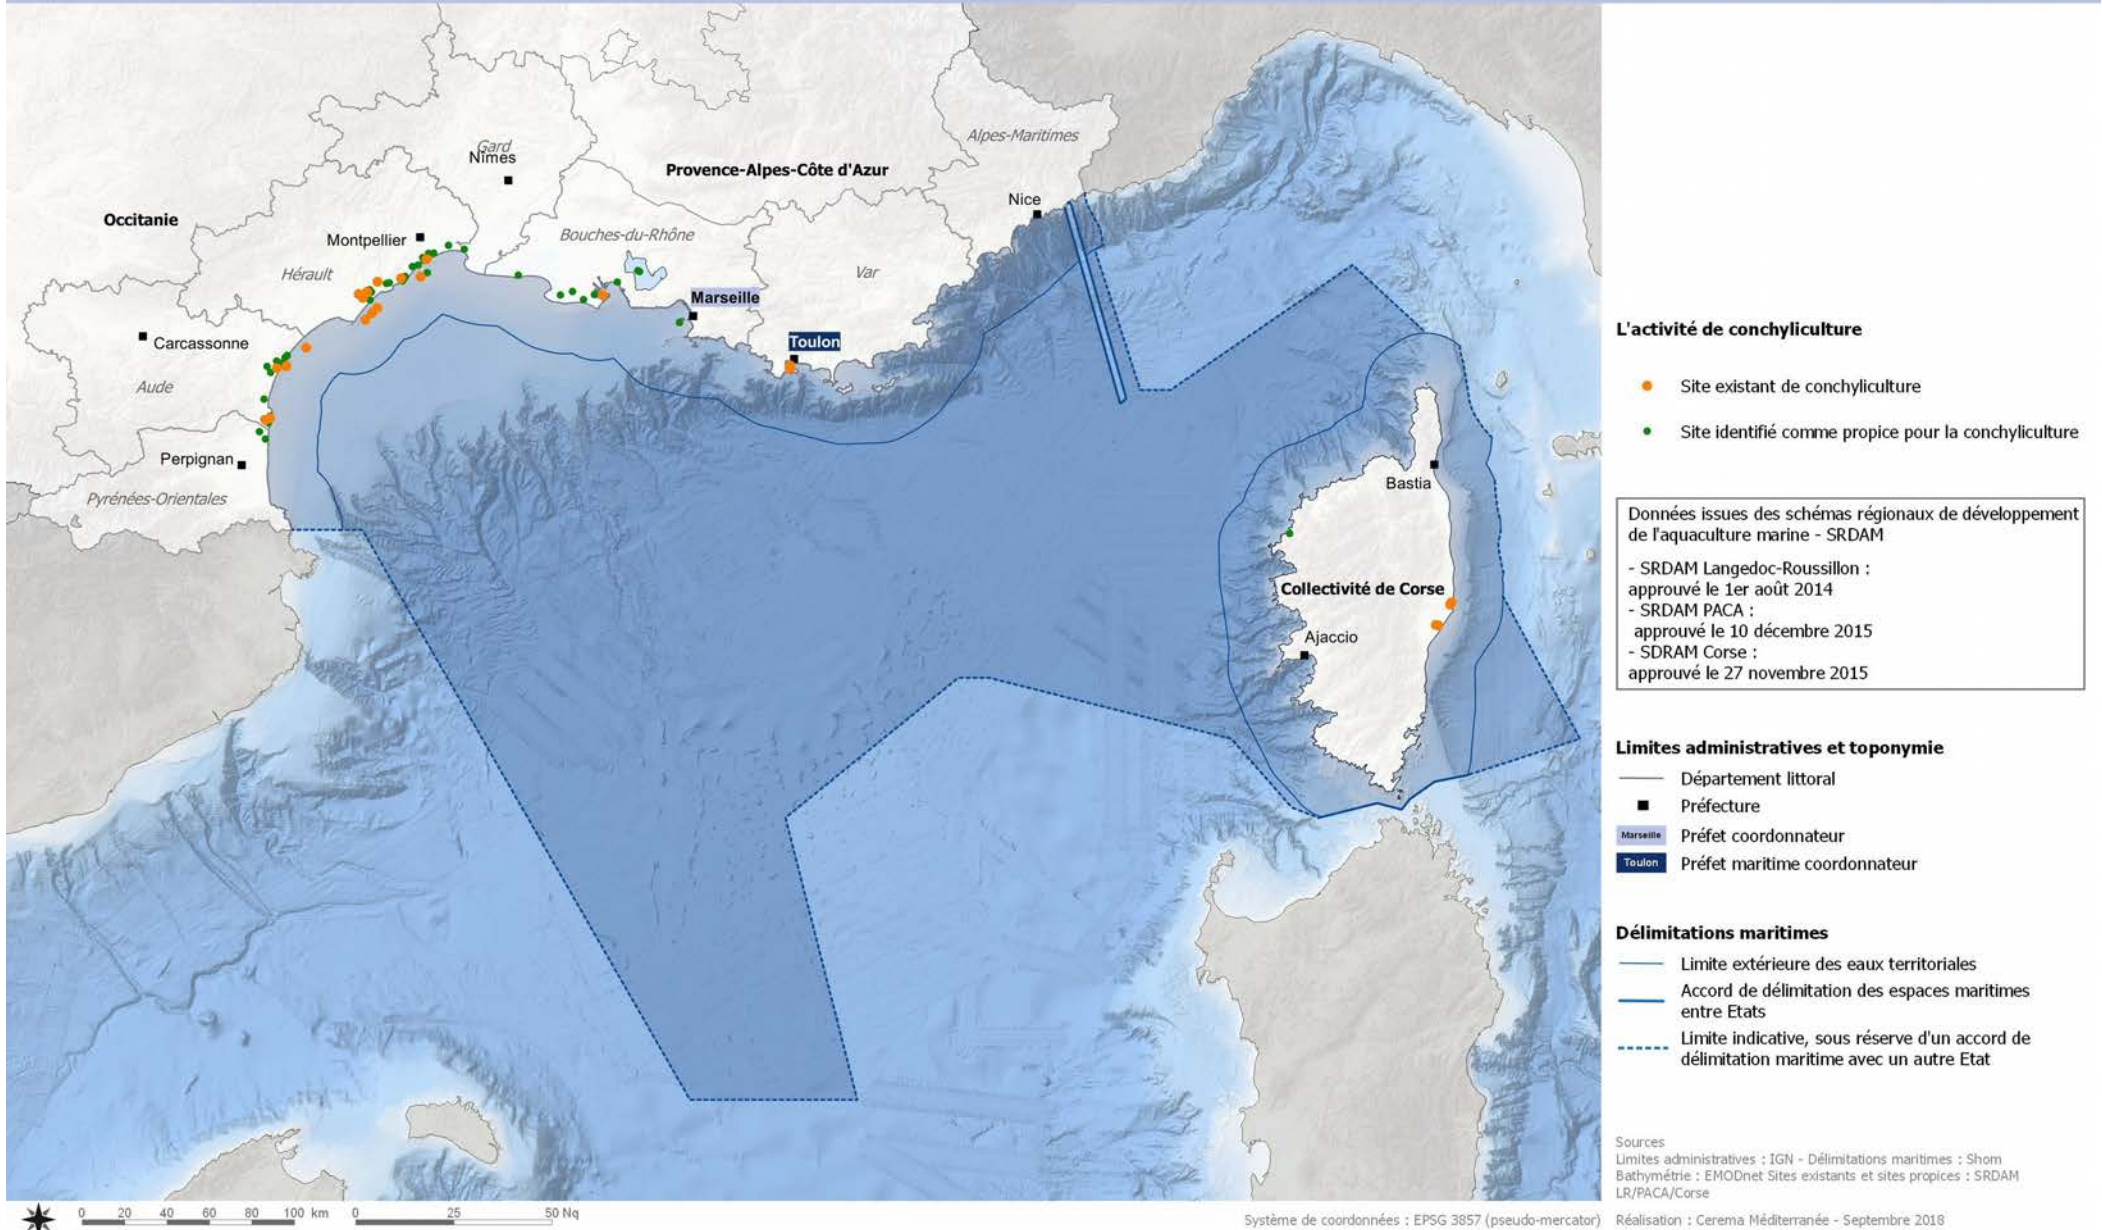 Gard
Nîmes
Alpes-Maritimes
Provence-Alpes-Côte d'Azur
Nice
Occitanie
Montpellier
Bouches-du-Rhône
Hérault
Var
Marseille
Carcassonne
Toulon
Aude
Perpignan
Pyrénées-Orientales
Bastia
Collectivité de Corse
Ajaccio
L'activité de conchyliculture
Site existant de conchyliculture
Site identifié comme propice pour la conchyliculture
Données issues des schémas régionaux de développement
de l'aquaculture marine - SRDAM
- SRDAM Langedoc-Roussillon :
approuvé le 1er août 2014
- SRDAM PACA :
approuvé le 10 décembre 2015
- SDRAM Corse :
approuvé le 27 novembre 2015
Limites administratives et toponymie
Département littoral
Préfecture
Marseille Préfet coordonnateur
Toulon Préfet maritime coordonnateur
Délimitations maritimes
Limite extérieure des eaux territoriales
Accord de délimitation des espaces maritimes
entre Etats
Limite indicative, sous réserve d'un accord de
délimitation maritime avec un autre Etat
Sources
Limites administratives : IGN - Délimitations maritimes : Shom
Bathymétrie : EMODnet Sites existants et sites propices : SRDAM
LR/PACA/Corse
0 20 40 60 80 100 km 0 25 50 Nq
Système de coordonnées : EPSG 3857 (pseudo-mercator)
Réalisation : Cerema Méditerranée - Septembre 2018